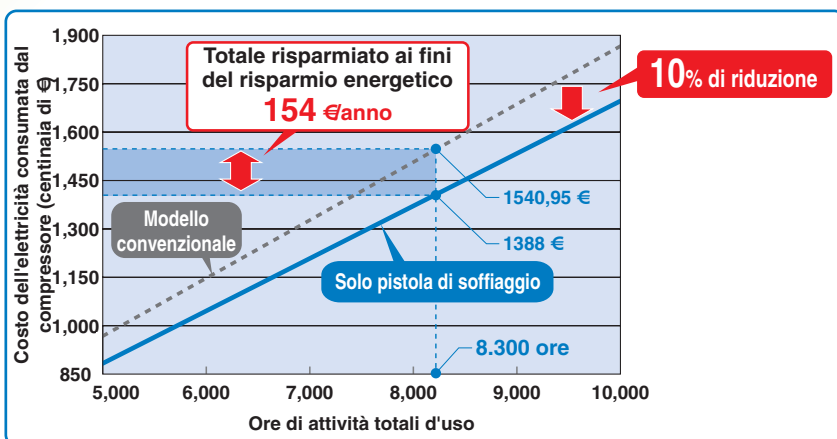 Costo dell'elettricità consumata dal
compressore (centinaia di €)
1,900
1,750
1,600
1,450
1,300
1,150
1,000
850
Totale risparmiato ai fini
del risparmio energetico
154 €/anno
10% di riduzione
Modello
convenzionale
1540,95 €
1388 €
Solo pistola di soffiaggio
8.300 ore
5,000 6,000 7,000 8,000 9,000 10,000
Ore di attività totali d'uso